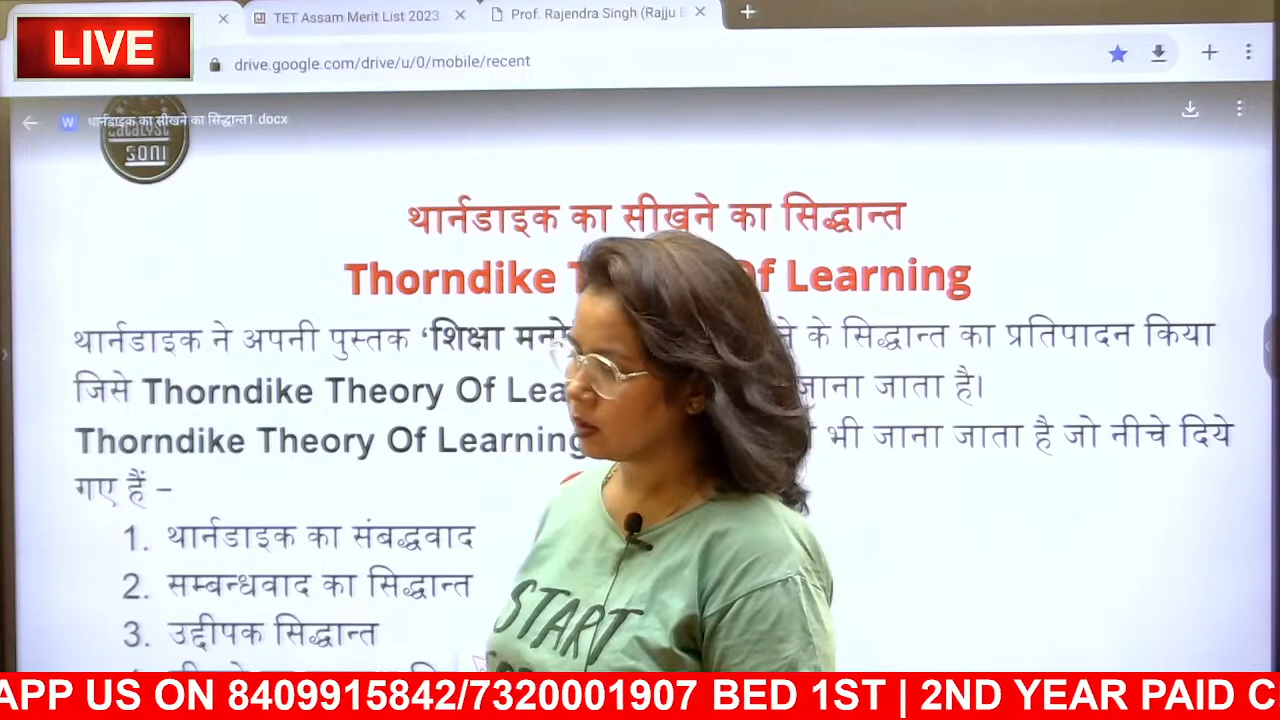 LIVE
TET Assam Merit List 2023
Prof. Rajendra Singh (Rajju B
drive.google.com/drive/u/0/mobile/recent
W थार्नडाइक का सीखने का सिद्धान्त1.docx
Catalyst
SONI
थार्नडाइक का सीखने का सिद्धान्त
Thorndike Of Learning
थार्नडाइक ने अपनी पुस्तक ‘शिक्षा के सिद्धान्त का प्रतिपादन किया
जिसे Thorndike Theory Of जाना जाता है।
Thorndike Theory Of Learning भी जाना जाता है जो नीचे दिये
गए हैं –
1. थार्नडाइक का संबद्धवाद
2. सम्बन्धवाद का सिद्धान्त
3. उद्दीपक सिद्धान्त
START
APP US ON 8409915842/7320001907 BED 1ST | 2ND YEAR PAID C